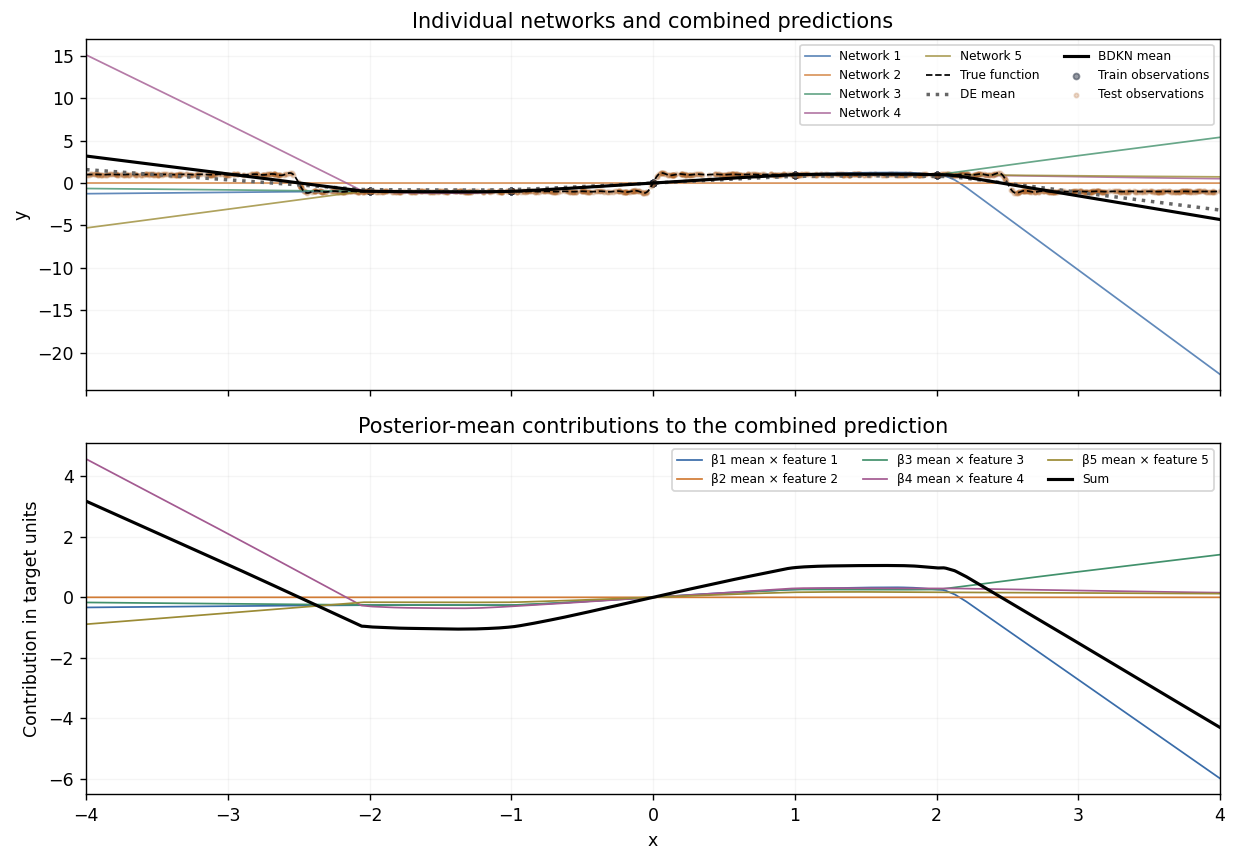 Individual networks and combined predictions
15
10
5
0
−5
−10
−15
−20
y
Network 1
Network 2
Network 3
Network 4
Network 5
True function
DE mean
BDKN mean
Train observations
Test observations
Posterior-mean contributions to the combined prediction
4
2
0
−2
−4
−6
Contribution in target units
β1 mean × feature 1
β2 mean × feature 2
β3 mean × feature 3
β4 mean × feature 4
β5 mean × feature 5
Sum
−4
−3
−2
−1
0
1
2
3
4
x